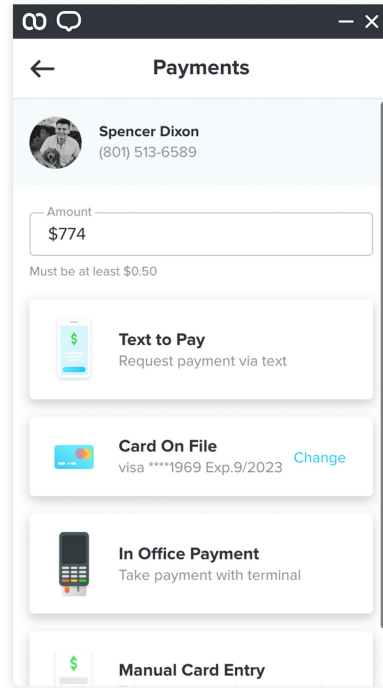 Payments
Spencer Dixon
(801) 513-6589
Amount
$774
Must be at least $0.50
$
Text to Pay
Request payment via text
Card On File
visa ****1969 Exp.9/2023
Change
In Office Payment
Take payment with terminal
$
Manual Card Entry